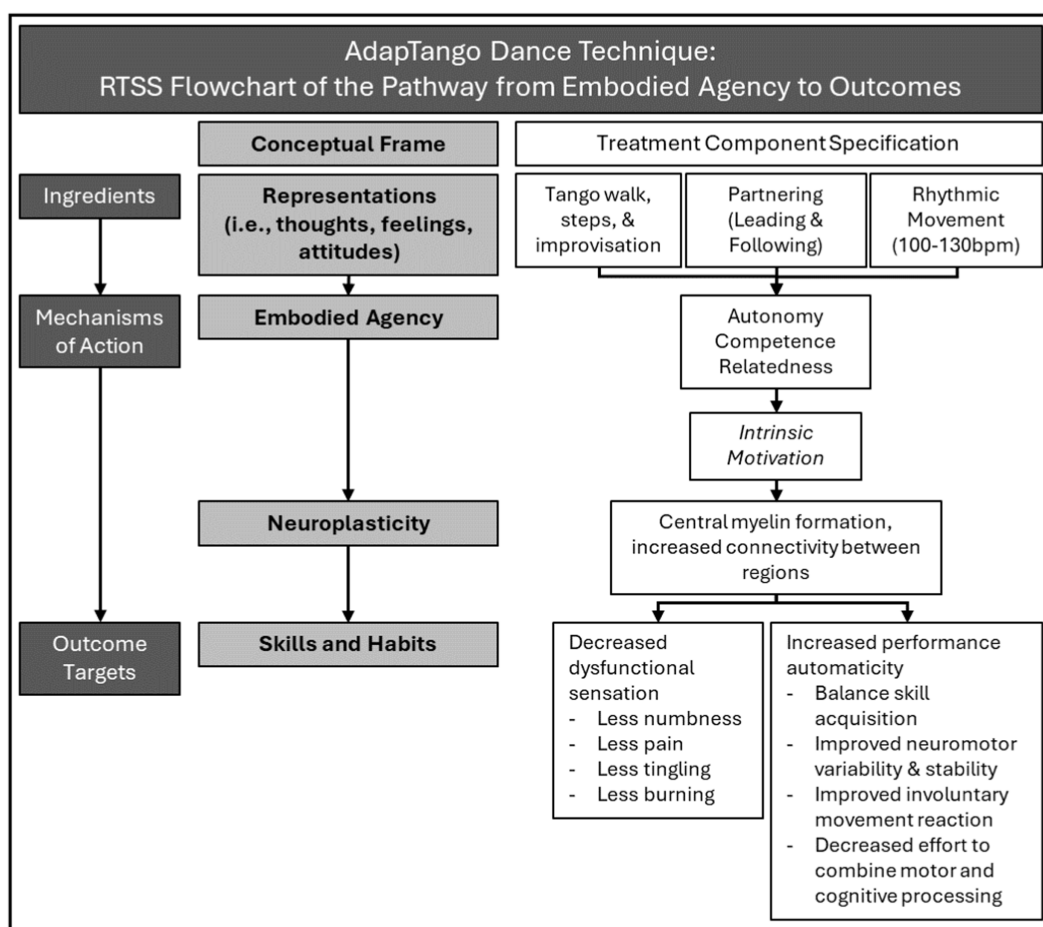 AdapTango Dance Technique:
RTSS Flowchart of the Pathway from Embodied Agency to Outcomes
Conceptual Frame
Treatment Component Specification
Ingredients
Representations
(i.e., thoughts, feelings,
attitudes)
Tango walk,
steps, &
improvisation
Partnering
(Leading &
Following)
Rhythmic
Movement
(100-130bpm)
Mechanisms
of Action
Embodied Agency
Autonomy
Competence
Relatedness
Intrinsic
Motivation
Neuroplasticity
Central myelin formation,
increased connectivity between
regions
Outcome
Targets
Skills and Habits
Decreased
dysfunctional
sensation
- Less numbness
- Less pain
- Less tingling
- Less burning
Increased performance
automaticity
- Balance skill
acquisition
- Improved neuromotor
variability & stability
- Improved involuntary
movement reaction
- Decreased effort to
combine motor and
cognitive processing